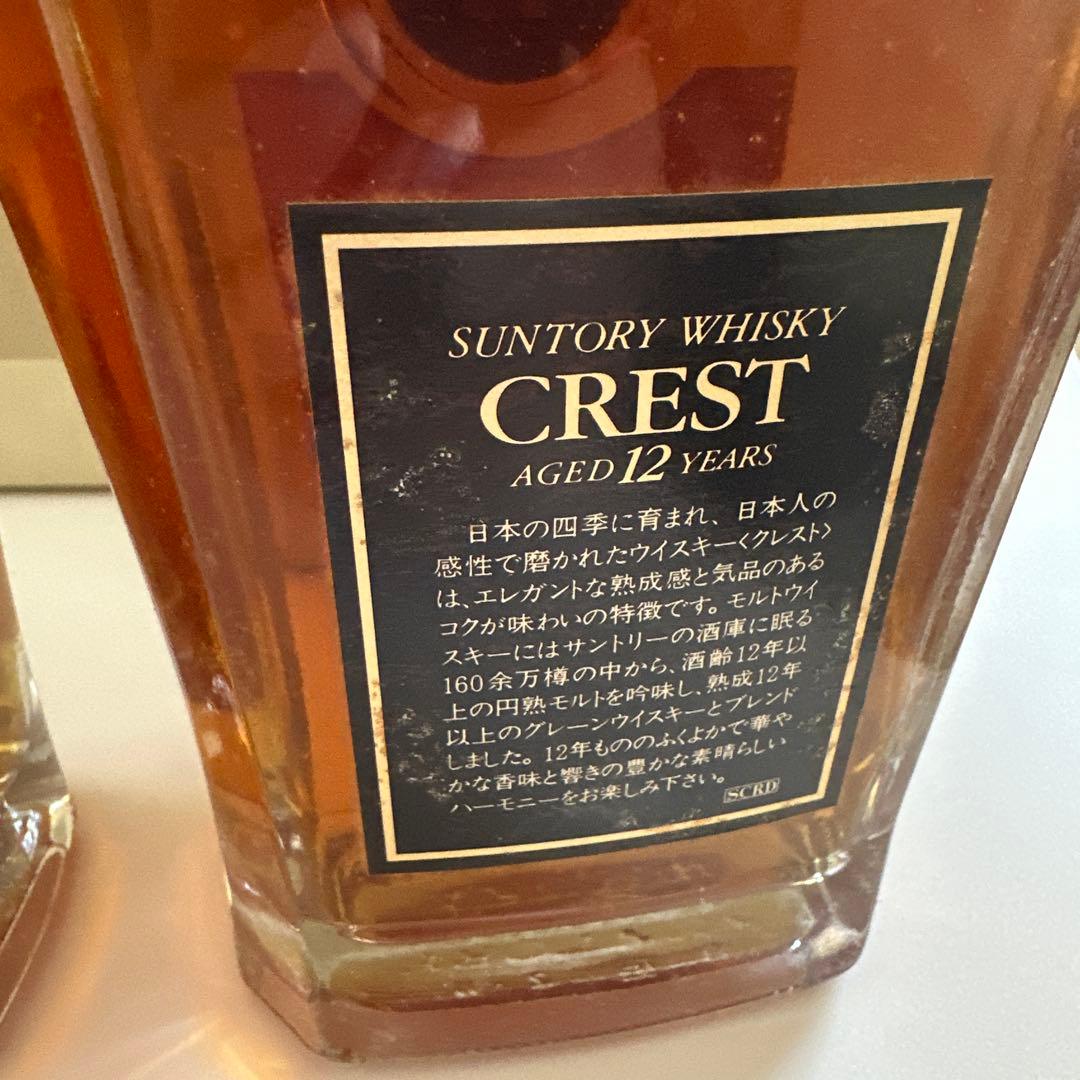 SUNTORY WHISKY
CREST
AGED 12 YEARS
日本の四季に育まれ、日本人の
感性で磨かれたウイスキー〈クレスト〉
は、エレガントな熟成感と気品のある
コクが味わいの特徴です。モルトウイ
スキーにはサントリーの酒庫に眠る
160余万樽の中から、酒齢12年以
上の円熟モルトを吟味し、熟成12年
以上のグレーンウイスキーとブレンド
しました。12年もののふくよかで華や
かな香味と響きの豊かな素晴らしい
ハーモニーをお楽しみ下さい。
SCRD